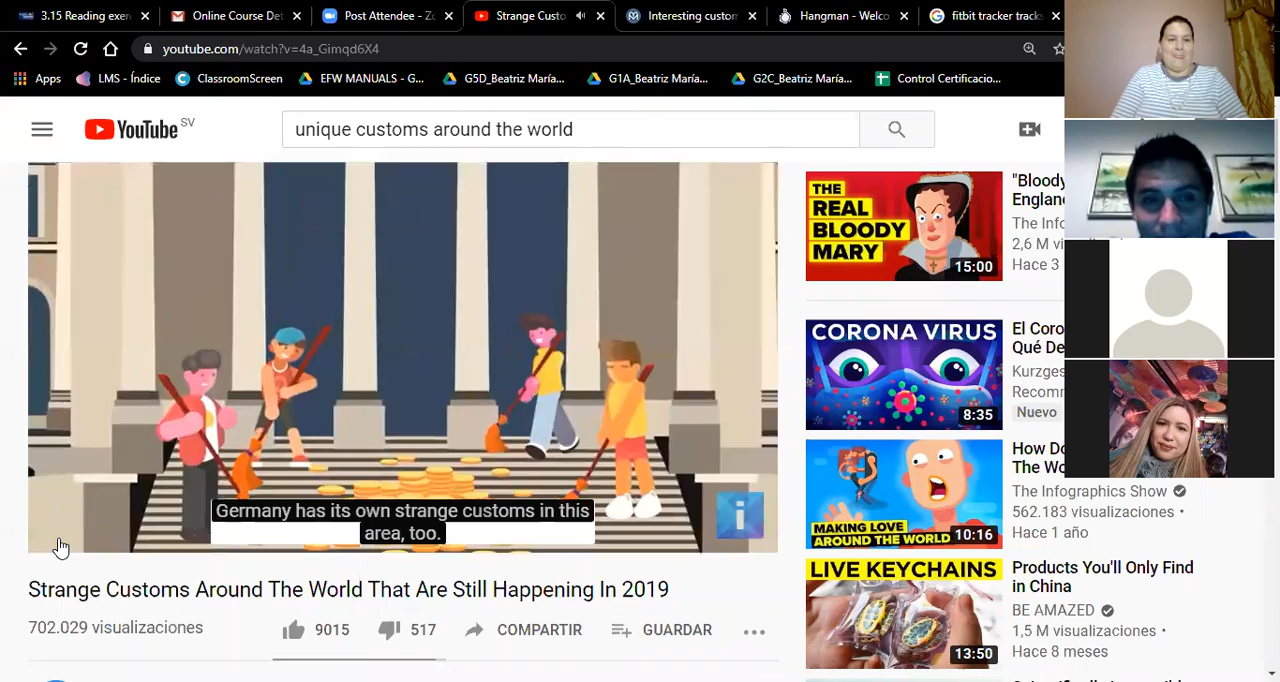 3.15 Reading exer
Online Course Det
Post Attendee - Zo
Strange Custo
Interesting custom
Hangman - Welco
fitbit tracker track
youtube.com/watch?v=4a_Gimqd6X4
Apps
LMS - Índice
ClassroomScreen
EFW MANUALS - G...
G5D_Beatriz María...
G1A_Beatriz María...
G2C_Beatriz María...
Control Certificacio...
YouTube SV
unique customs around the world
Germany has its own strange customs in this
area, too.
i
Strange Customs Around The World That Are Still Happening In 2019
702.029 visualizaciones
9015
517
COMPARTIR
GUARDAR
THE
REAL
BLOODY
MARY
15:00
"Bloody
England
The Info
2,6 M vi
Hace 3
CORONA VIRUS
8:35
El Coro
Qué De
Kurzges
Recomm
Nuevo
MAKING LOVE
AROUND THE WORLD
10:16
How Do
The Wo
The Infographics Show
562.183 visualizaciones •
Hace 1 año
LIVE KEYCHAINS
13:50
Products You'll Only Find
in China
BE AMAZED
1,5 M visualizaciones •
Hace 8 meses